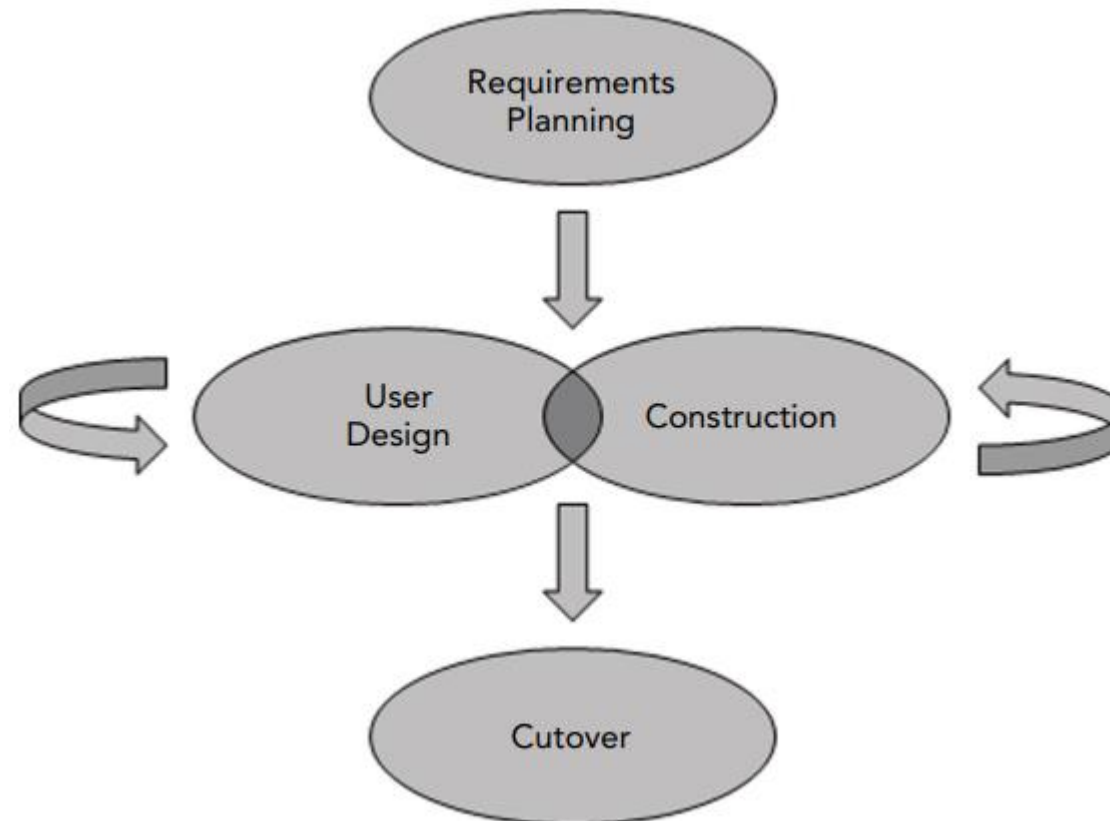 Requirements
Planning
User
Design
Construction
Cutover